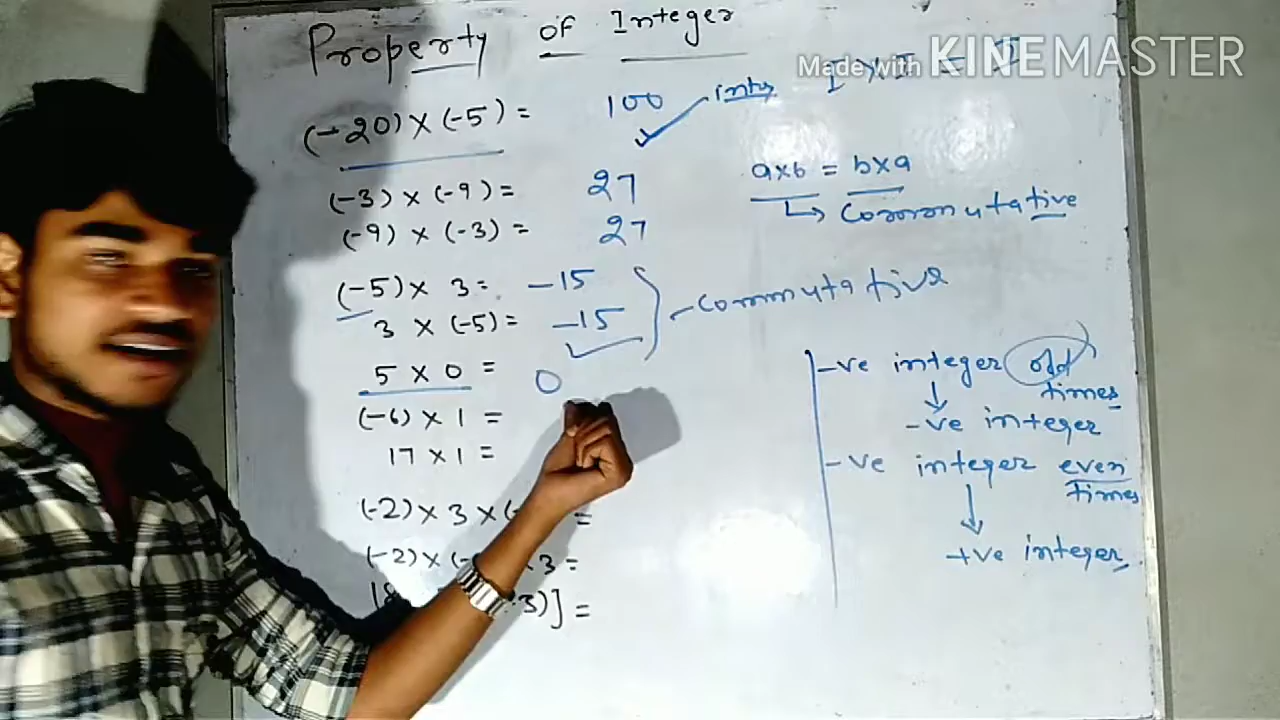 Property of Integer
Made with KINEMASTER
I × I = I
(-20) × (-5) = 100
(-3) × (-9) = 27
(-9) × (-3) = 27
a×b = b×a
↳ Commutative
(-5) × 3 = -15
3 × (-5) = -15
Commutative
5 × 0 = 0
(-6) × 1 =
17 × 1 =
(-2) × 3 × =
(-2) × × 3 =
3)] =
-ve integer odd
times
-ve integer
-ve integer even
times
+ve integer